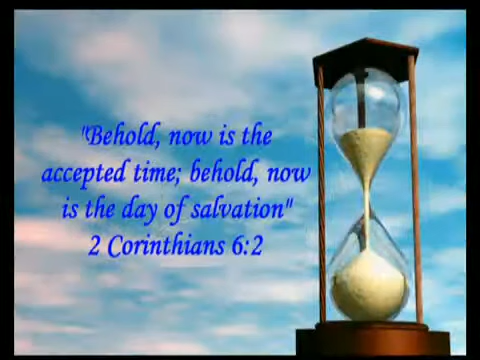 "Behold, now is the
accepted time; behold, now
is the day of salvation"
2 Corinthians 6:2